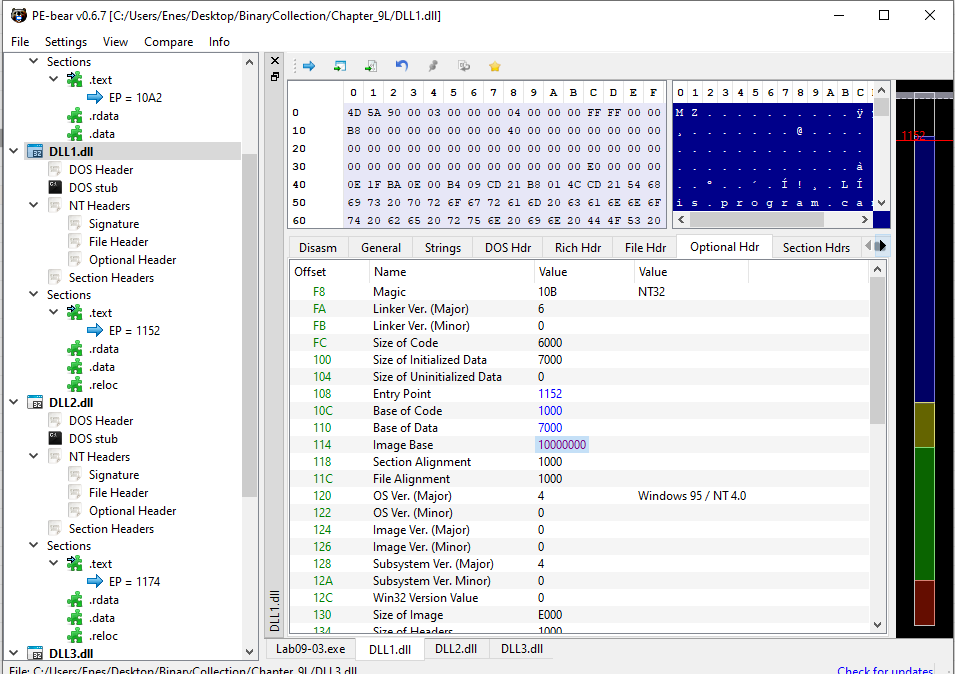 PE-bear v0.6.7 [C:/Users/Enes/Desktop/BinaryCollection/Chapter_9L/DLL1.dll]
File Settings View Compare Info
Sections
.text
EP = 10A2
.rdata
.data
DLL1.dll
DOS Header
DOS stub
NT Headers
Signature
File Header
Optional Header
Section Headers
Sections
.text
EP = 1152
.rdata
.data
.reloc
DLL2.dll
DOS Header
DOS stub
NT Headers
Signature
File Header
Optional Header
Section Headers
Sections
.text
EP = 1174
.rdata
.data
.reloc
DLL3.dll
DLL1.dll
0 1 2 3 4 5 6 7 8 9 A B C D E F
0 4D 5A 90 00 03 00 00 00 04 00 00 00 FF FF 00 00
10 B8 00 00 00 00 00 00 00 40 00 00 00 00 00 00 00
20 00 00 00 00 00 00 00 00 00 00 00 00 00 00 00 00
30 00 00 00 00 00 00 00 00 00 00 00 00 E0 00 00 00
40 0E 1F BA 0E 00 B4 09 CD 21 B8 01 4C CD 21 54 68
50 69 73 20 70 72 6F 67 72 61 6D 20 63 61 6E 6E 6F
60 74 20 62 65 20 72 75 6E 20 69 6E 20 44 4F 53 20
0 1 2 3 4 5 6 7 8 9 A B C
M Z . . . . . . . . . . ÿ
¸ . . . . . . . @ . . . .
. . . . . . . . . . . . .
. . . . . . . . . . . . à
. . º . . ´ . Í ! ¸ . L Í
i s . p r o g r a m . c a
1152
Disasm General Strings DOS Hdr Rich Hdr File Hdr Optional Hdr Section Hdrs
Offset Name Value Value
F8 Magic 10B NT32
FA Linker Ver. (Major) 6
FB Linker Ver. (Minor) 0
FC Size of Code 6000
100 Size of Initialized Data 7000
104 Size of Uninitialized Data 0
108 Entry Point 1152
10C Base of Code 1000
110 Base of Data 7000
114 Image Base 10000000
118 Section Alignment 1000
11C File Alignment 1000
120 OS Ver. (Major) 4 Windows 95 / NT 4.0
122 OS Ver. (Minor) 0
124 Image Ver. (Major) 0
126 Image Ver. (Minor) 0
128 Subsystem Ver. (Major) 4
12A Subsystem Ver. Minor) 0
12C Win32 Version Value 0
130 Size of Image E000
134 Size of Headers 1000
Lab09-03.exe DLL1.dll DLL2.dll DLL3.dll
File: C:/Users/Enes/Desktop/BinaryCollection/Chapter_9L/DLL3.dll
Check for updates